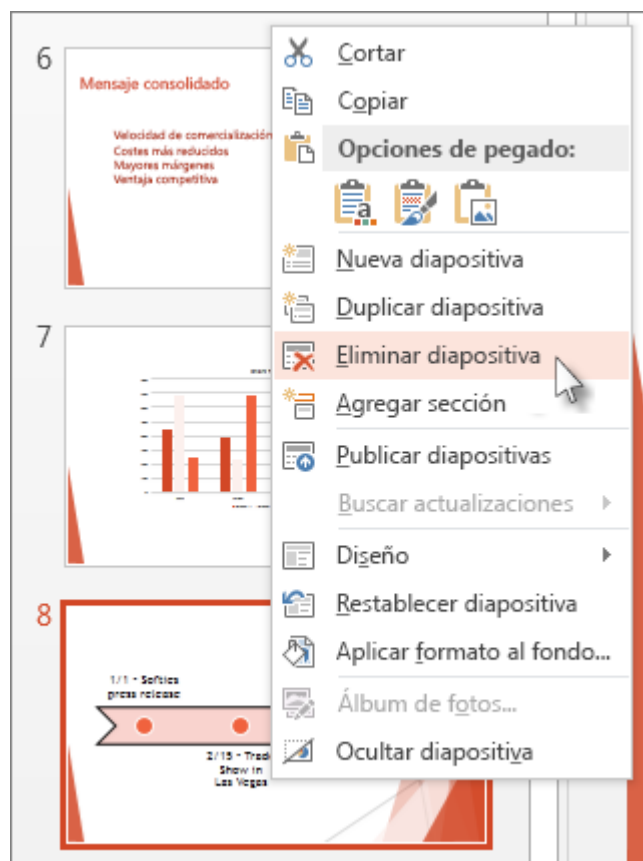 6
Mensaje consolidado
Velocidad de comercialización
Costes más reducidos
Mayores márgenes
Ventaja competitiva
7
8
1/1 - Softies
press release
2/15 - Trade
Show in
Las Vegas
Cortar
Copiar
Opciones de pegado:
Nueva diapositiva
Duplicar diapositiva
Eliminar diapositiva
Agregar sección
Publicar diapositivas
Buscar actualizaciones
Diseño
Restablecer diapositiva
Aplicar formato al fondo...
Álbum de fotos...
Ocultar diapositiva